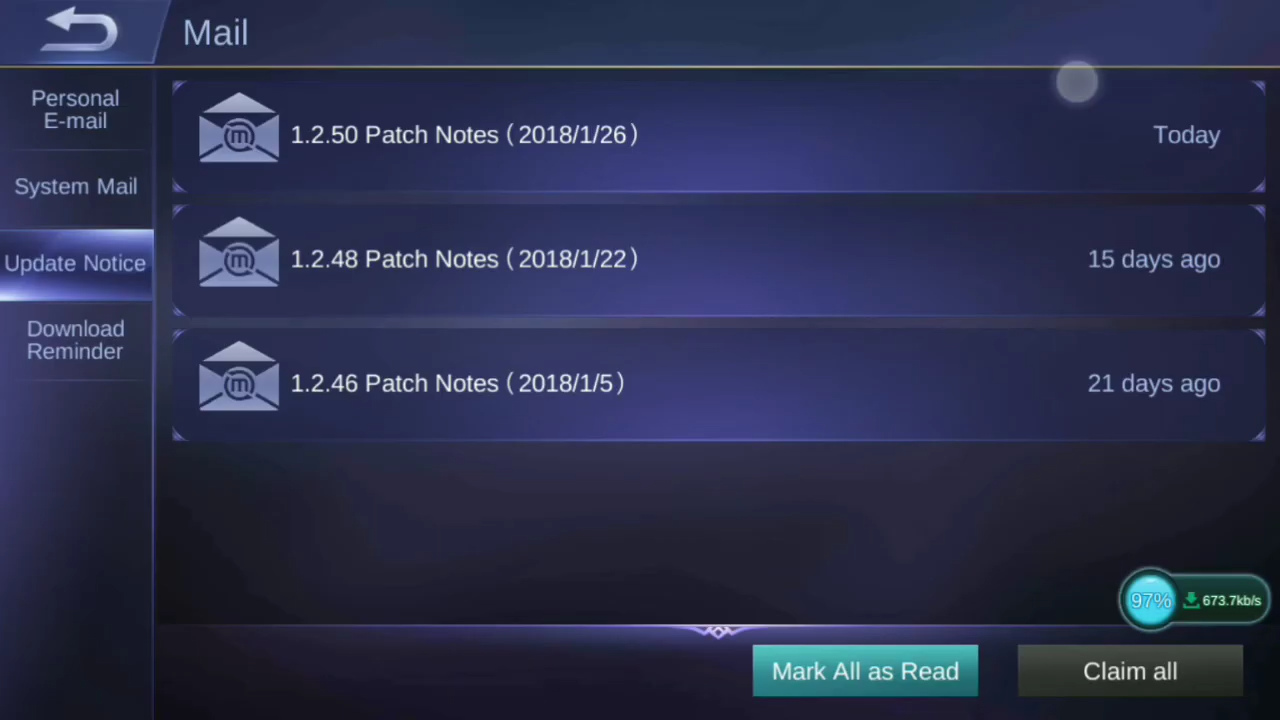 Mail
Personal
E-mail
System Mail
Update Notice
Download
Reminder
1.2.50 Patch Notes (2018/1/26)
Today
1.2.48 Patch Notes (2018/1/22)
15 days ago
1.2.46 Patch Notes (2018/1/5)
21 days ago
97% 673.7kb/s
Mark All as Read
Claim all